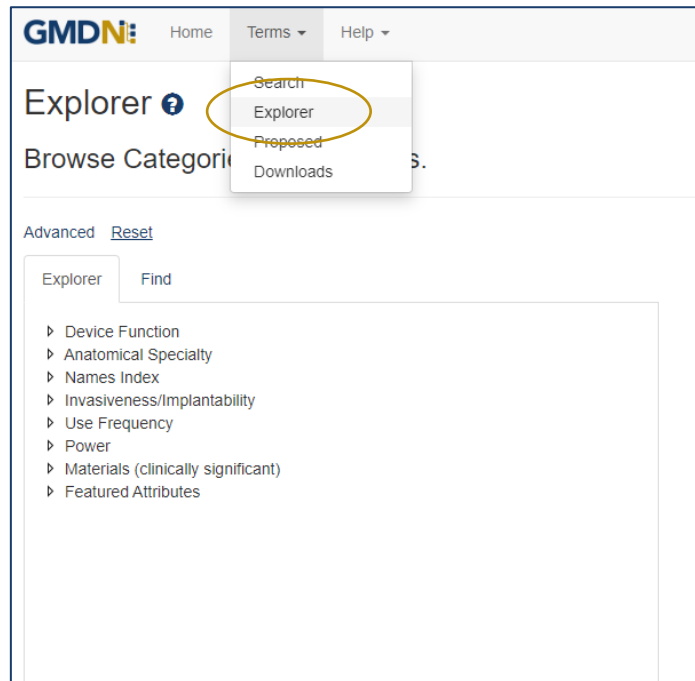 GMDN Home Terms Help
Search
Explorer
Explorer
Proposed
Browse Categori s.
Downloads
Advanced Reset
Explorer Find
Device Function
Anatomical Specialty
Names Index
Invasiveness/Implantability
Use Frequency
Power
Materials (clinically significant)
Featured Attributes